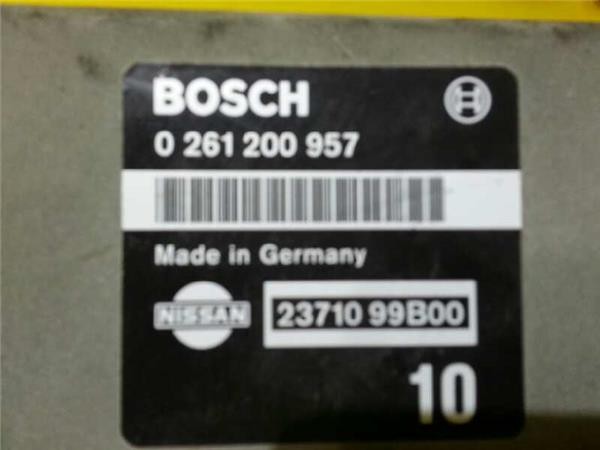 BOSCH
0 261 200 957
Made in Germany
NISSAN 23710 99B00
10